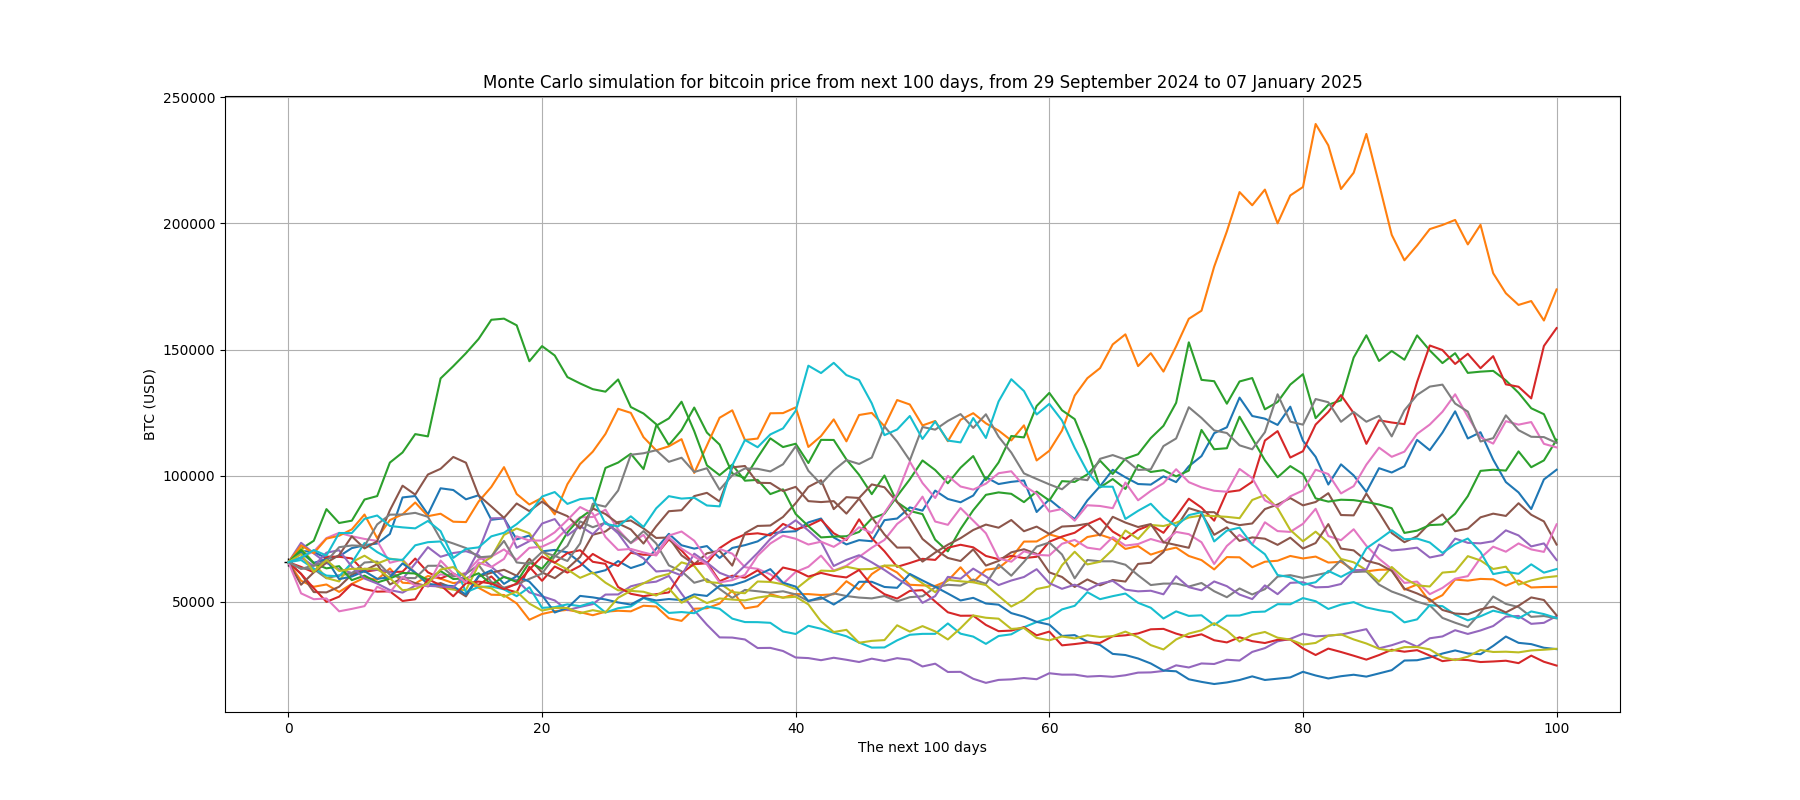 Monte Carlo simulation for bitcoin price from next 100 days, from 29 September 2024 to 07 January 2025
250000
200000
150000
100000
50000
BTC (USD)
0 20 40 60 80 100
The next 100 days